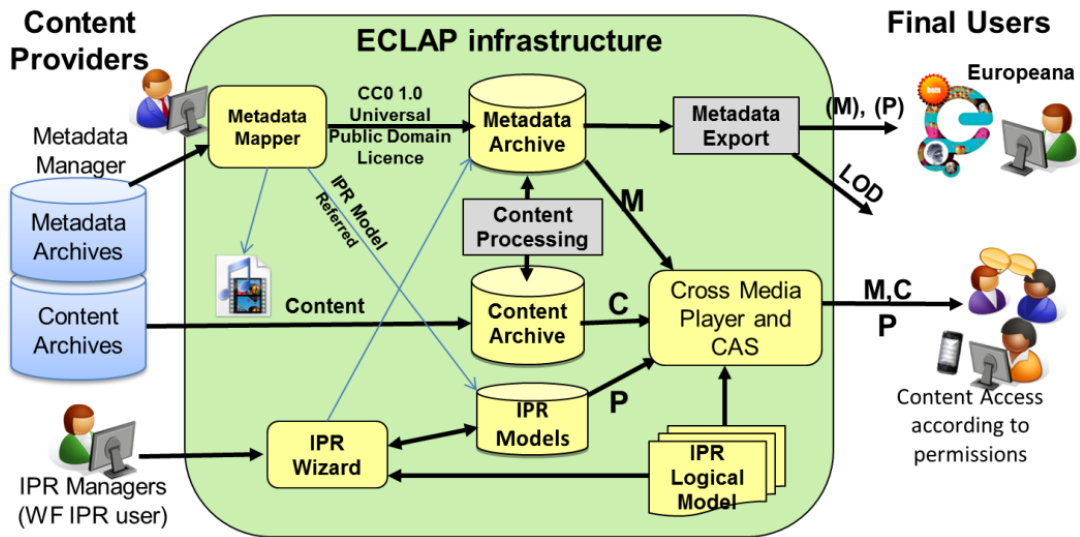 Content
Providers
ECLAP infrastructure
Final Users
Europeana
Metadata
Mapper
CC0 1.0
Universal
Public Domain
Licence
Metadata
Archive
Metadata
Export
(M), (P)
LOD
Metadata
Manager
Metadata
Archives
Content
Archives
IPR Model
Referred
M
Content
Processing
Content
Content
Archive
C
Cross Media
Player and
CAS
M,C
P
P
IPR
Models
IPR
Wizard
IPR
Logical
Model
Content Access
according to
permissions
IPR Managers
(WF IPR user)